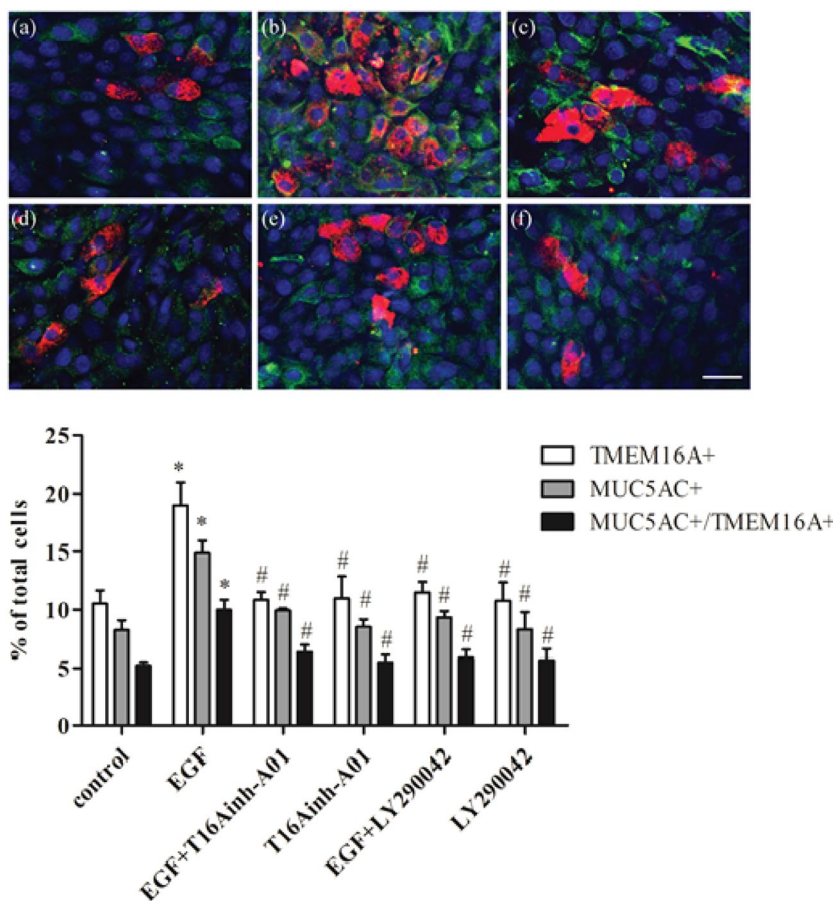 (a)
(b)
(c)
(d)
(e)
(f)
25
20
15
10
5
0
% of total cells
TMEM16A+
MUC5AC+
MUC5AC+/TMEM16A+
* * *
# # #
# # #
# # #
# # #
control
EGF
EGF+T16Ainh-A01
T16Ainh-A01
EGF+LY290042
LY290042